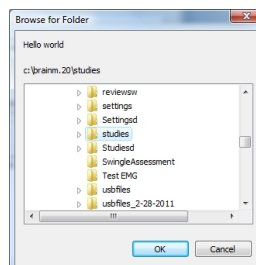 Browse for Folder
Hello world
c:\brainm.20\studies
reviewsw
settings
Settingsd
studies
Studiesd
SwingleAssessment
Test EMG
usbfiles
usbfiles_2-28-2011
OK Cancel